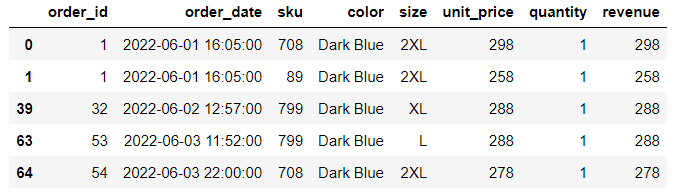 order_id order_date sku color size unit_price quantity revenue
0 1 2022-06-01 16:05:00 708 Dark Blue 2XL 298 1 298
1 1 2022-06-01 16:05:00 89 Dark Blue 2XL 258 1 258
39 32 2022-06-02 12:57:00 799 Dark Blue XL 288 1 288
63 53 2022-06-03 11:52:00 799 Dark Blue L 288 1 288
64 54 2022-06-03 22:00:00 708 Dark Blue 2XL 278 1 278